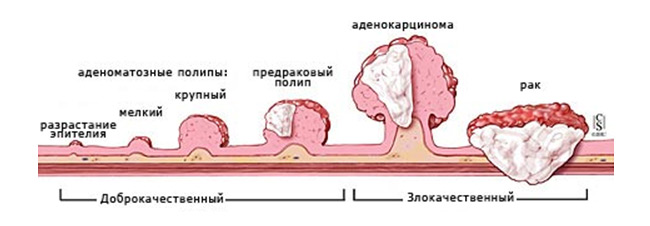 аденокарцинома
аденоматозные полипы:
предраковый
полип
крупный
рак
мелкий
разрастание
эпителия
Доброкачественный
Злокачественный